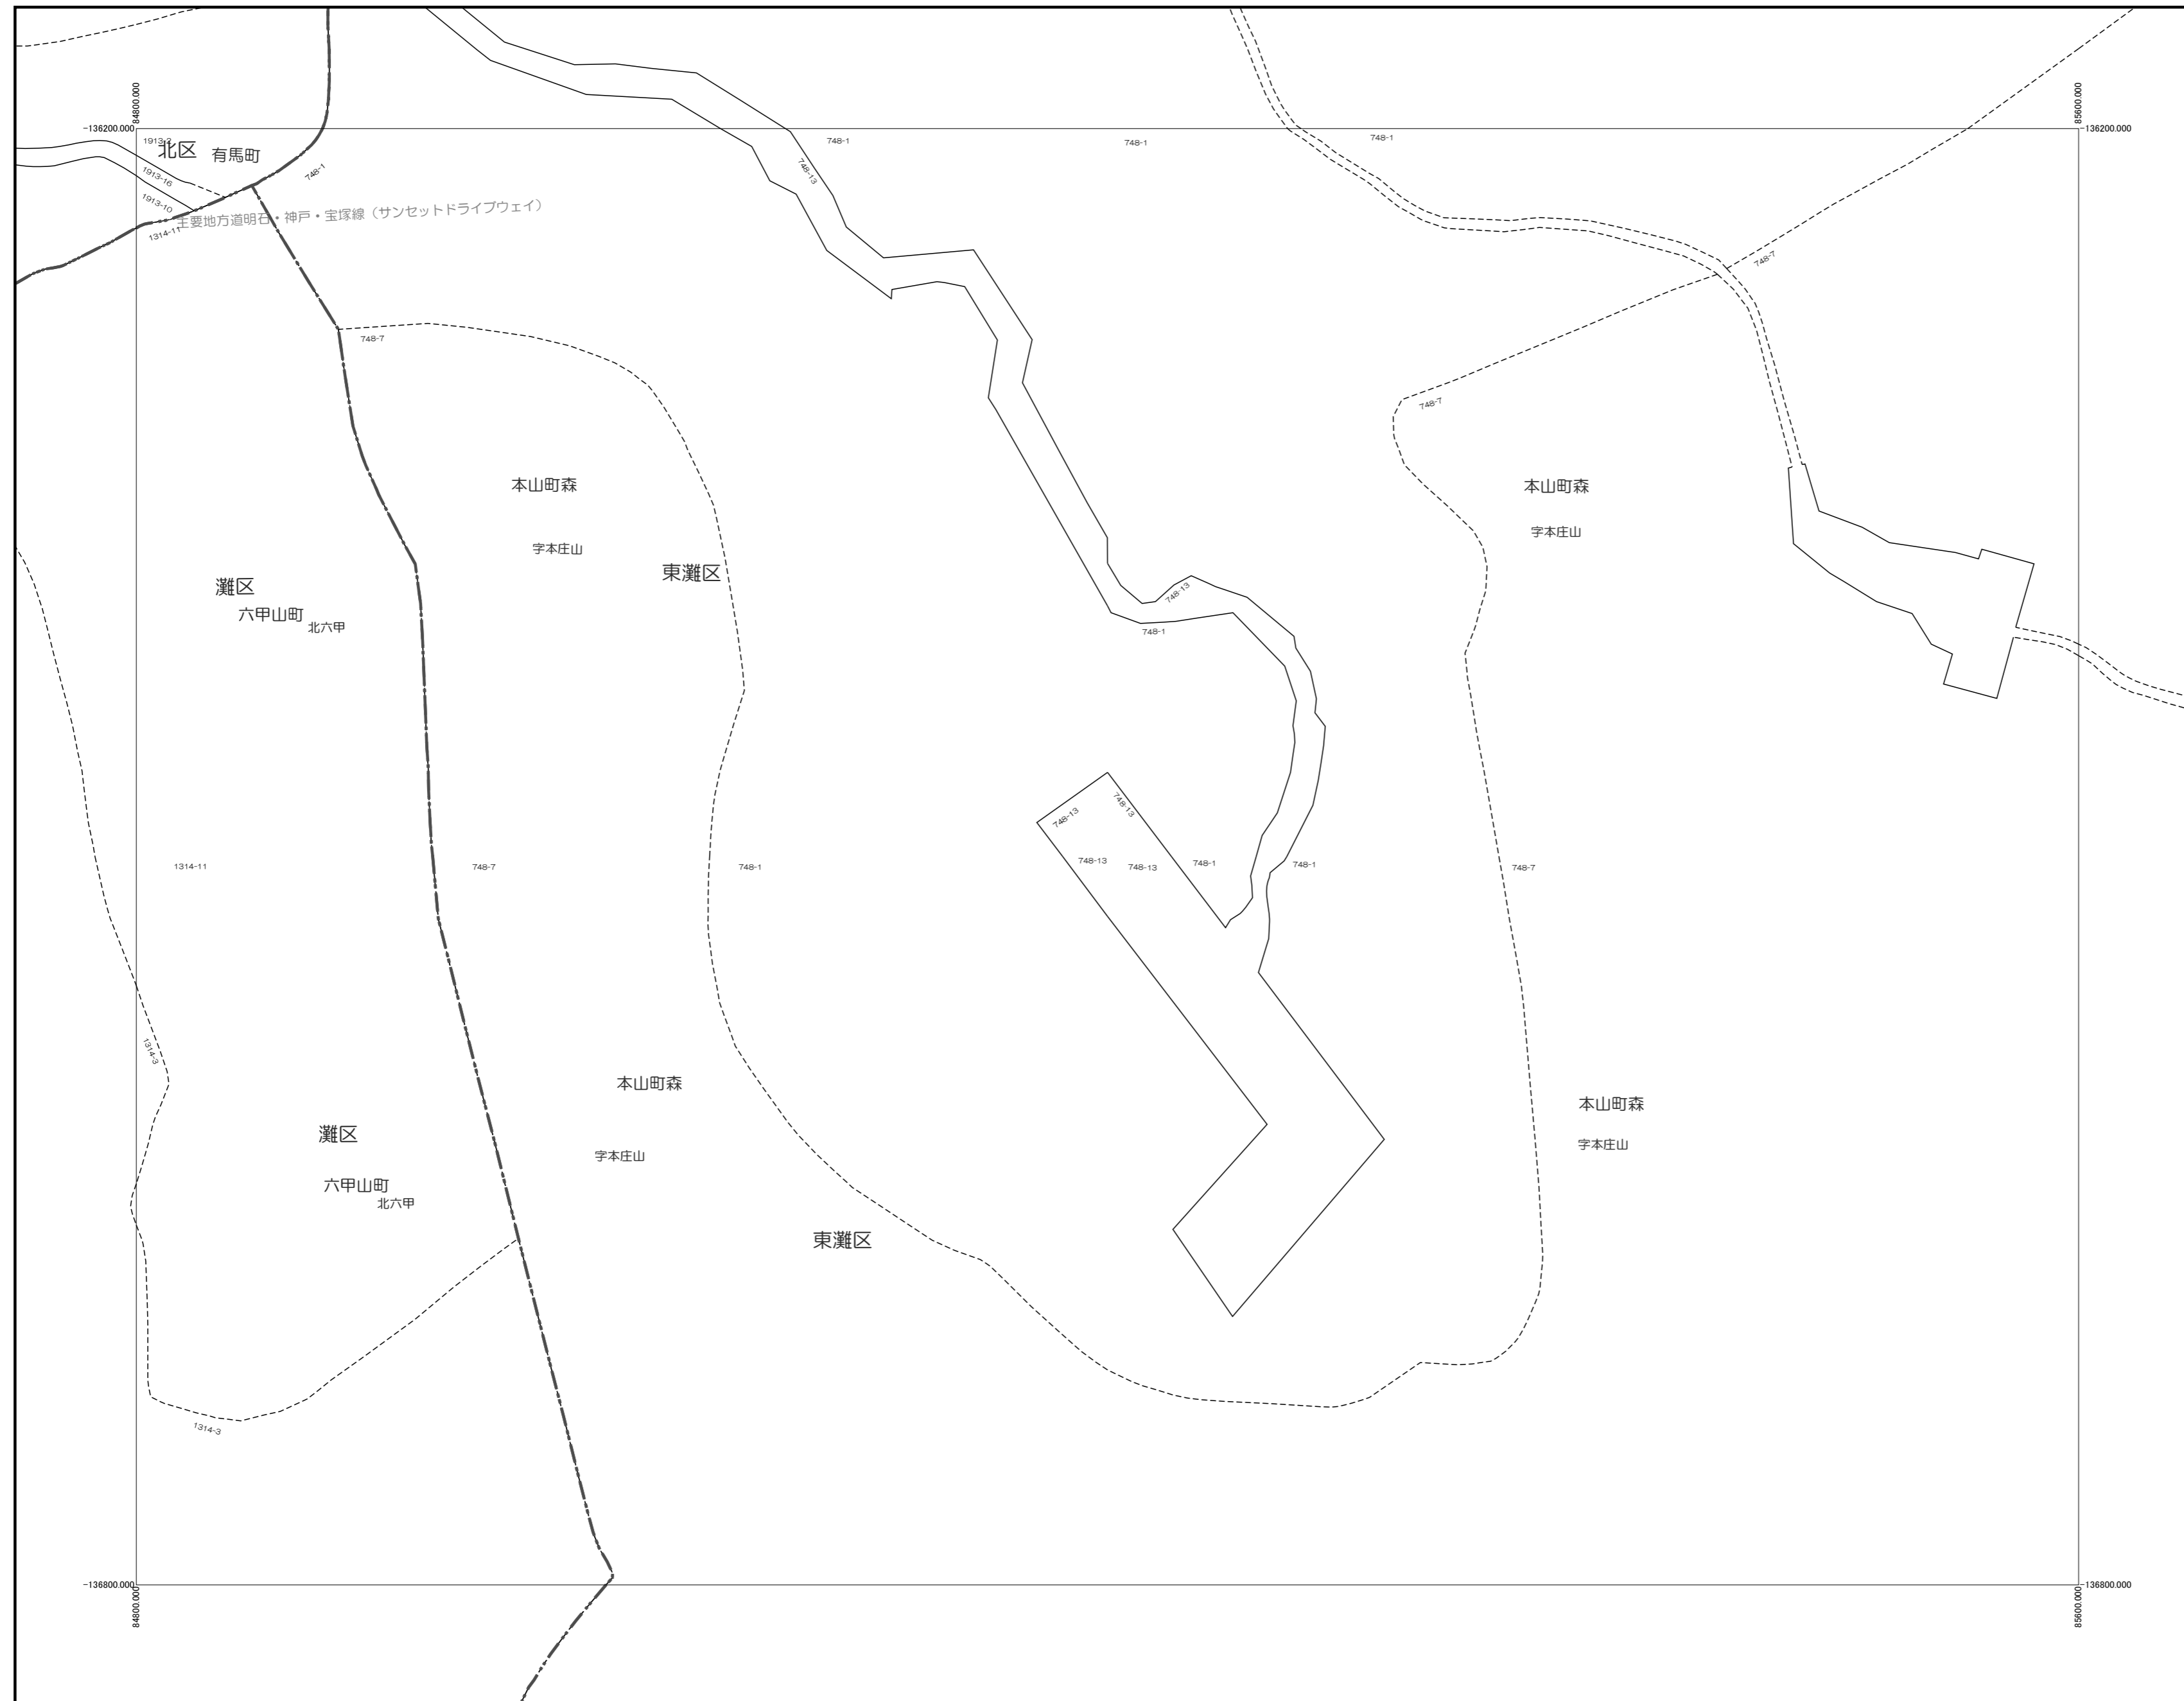 84800.000
85600.000
-136200.000
-136200.000
748-1
748-1
748-1
1913-2
北区
有馬町
748-13
1913-16
748-1
1913-10
主要地方道明石・神戸・宝塚線（サンセットドライブウェイ）
1314-11
748-7
748-7
748-7
本山町森
本山町森
字本庄山
字本庄山
東灘区
灘区
六甲山町
北六甲
748-13
748-1
748-13
748-13
1314-11
748-7
748-1
748-13
748-13
748-1
748-1
748-7
1314-3
本山町森
本山町森
灘区
字本庄山
字本庄山
六甲山町
北六甲
東灘区
1314-3
-136800.000
-136800.000
84800.000
85600.000